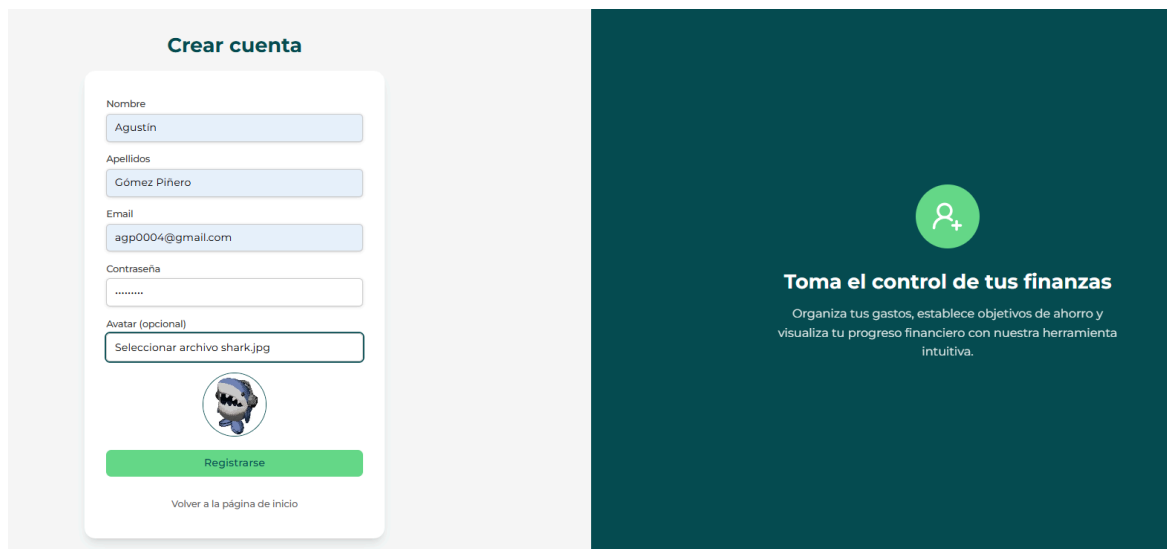 Crear cuenta
Nombre
Agustín
Apellidos
Gómez Piñero
Email
agp0004@gmail.com
Contraseña
·········
Avatar (opcional)
Seleccionar archivo shark.jpg
Registrarse
Volver a la página de inicio
Toma el control de tus finanzas
Organiza tus gastos, establece objetivos de ahorro y
visualiza tu progreso financiero con nuestra herramienta
intuitiva.